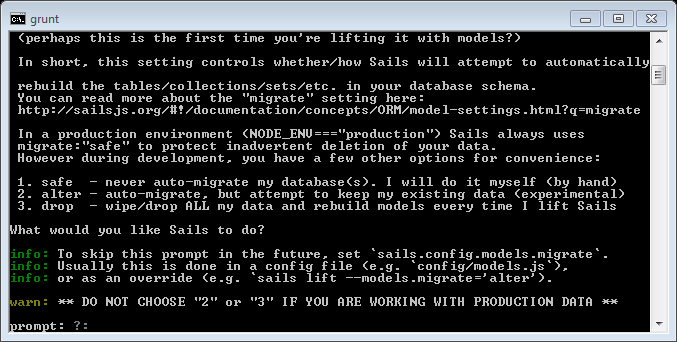 grunt
(perhaps this is the first time you're lifting it with models?)
In short, this setting controls whether/how Sails will attempt to automatically
rebuild the tables/collections/sets/etc. in your database schema.
You can read more about the "migrate" setting here:
http://sailsjs.org/#!/documentation/concepts/ORM/model-settings.html?q=migrate
In a production environment (NODE_ENV==="production") Sails always uses
migrate:"safe" to protect inadvertent deletion of your data.
However during development, you have a few other options for convenience:
1. safe  - never auto-migrate my database(s). I will do it myself (by hand)
2. alter - auto-migrate, but attempt to keep my existing data (experimental)
3. drop  - wipe/drop ALL my data and rebuild models every time I lift Sails
What would you like Sails to do?
info: To skip this prompt in the future, set `sails.config.models.migrate`.
info: Usually this is done in a config file (e.g. `config/models.js`),
info: or as an override (e.g. `sails lift --models.migrate='alter').
warn: ** DO NOT CHOOSE "2" or "3" IF YOU ARE WORKING WITH PRODUCTION DATA **
prompt: ?: